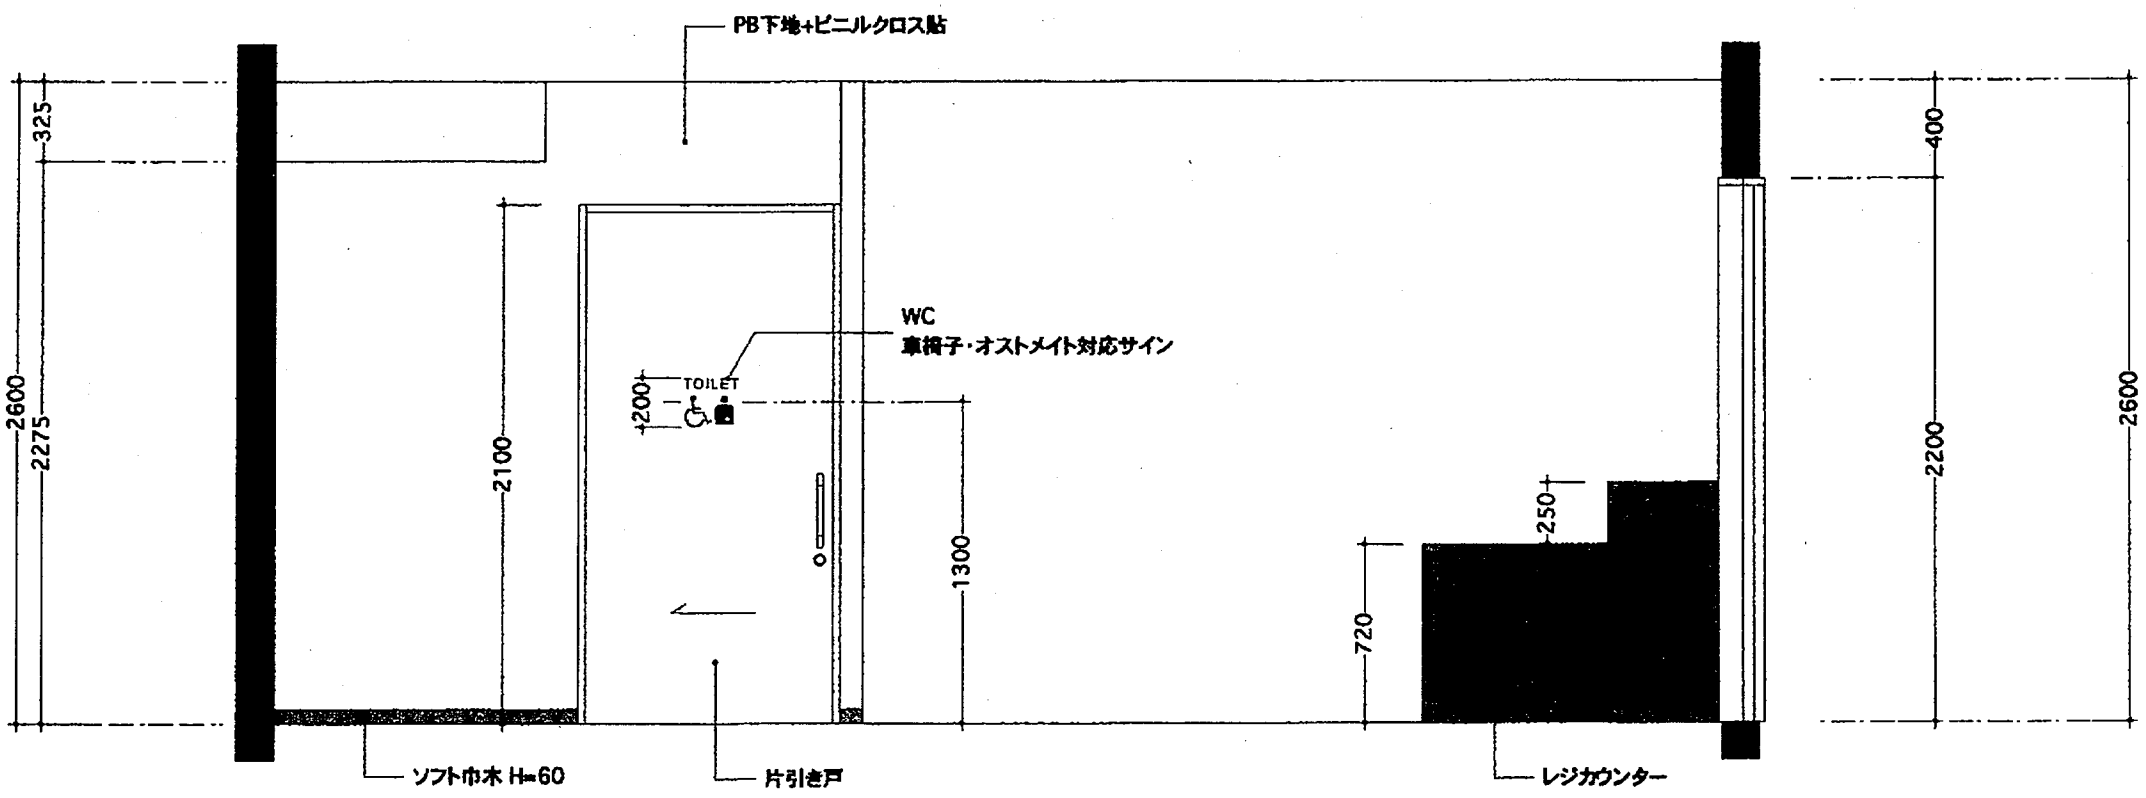 PB下地+ビニルクロス貼
325
400
WC
車椅子・オストメイト対応サイン
TOILET
200
2600
2275
2100
1300
250
720
2200
2600
ソフト巾木 H=60
片引き戸
レジカウンター